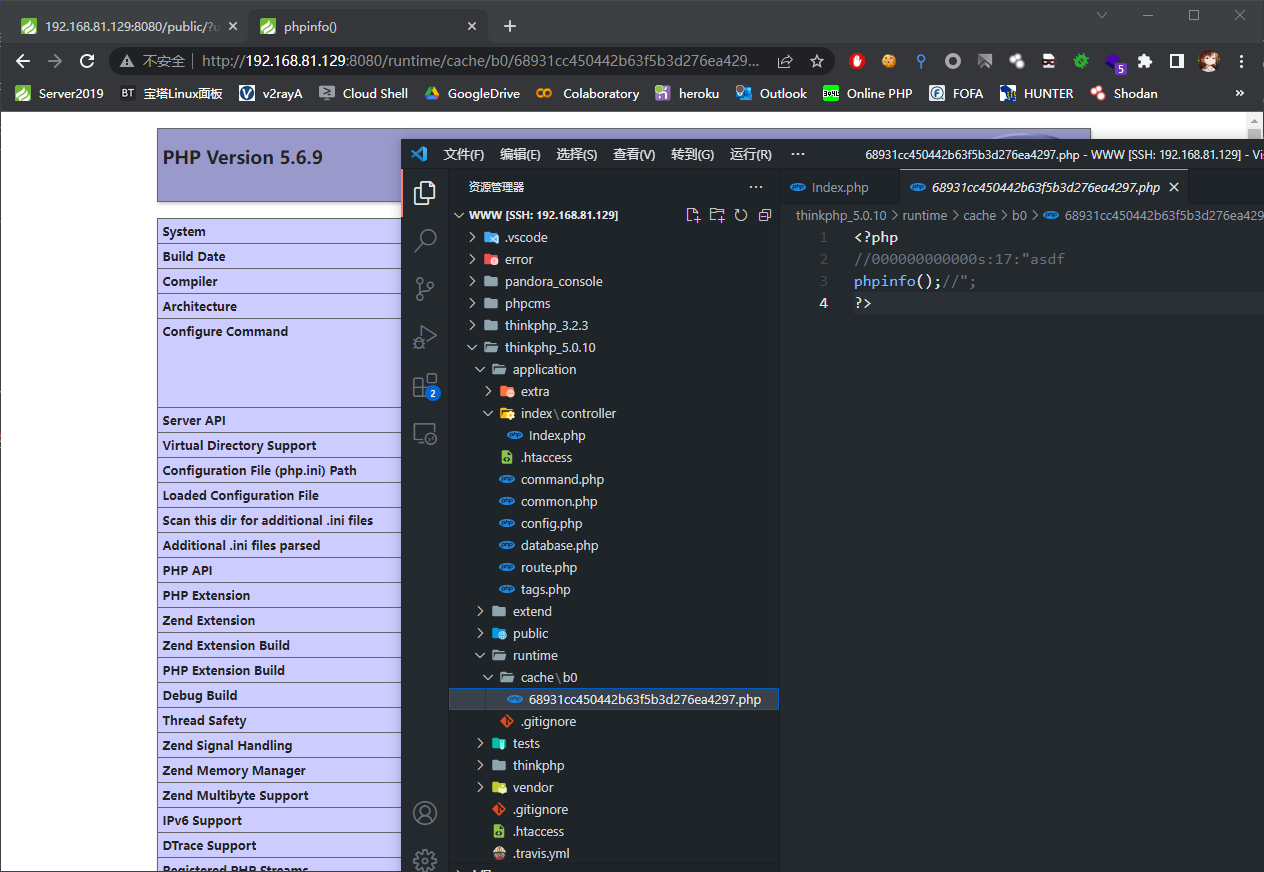 192.168.81.129:8080/public/?u
phpinfo()
不安全
http://192.168.81.129:8080/runtime/cache/b0/68931cc450442b63f5b3d276ea429...
5
Server2019
BT
宝塔Linux面板
v2rayA
Cloud Shell
GoogleDrive
Colaboratory
heroku
Outlook
Online PHP
FOFA
HUNTER
Shodan
»
PHP Version 5.6.9
System
Build Date
Compiler
Architecture
Configure Command
Server API
Virtual Directory Support
Configuration File (php.ini) Path
Loaded Configuration File
Scan this dir for additional .ini files
Additional .ini files parsed
PHP API
PHP Extension
Zend Extension
Zend Extension Build
PHP Extension Build
Debug Build
Thread Safety
Zend Signal Handling
Zend Memory Manager
Zend Multibyte Support
IPv6 Support
DTrace Support
Registered PHP Streams
文件(F) 编辑(E) 选择(S) 查看(V) 转到(G) 运行(R) ···
68931cc450442b63f5b3d276ea4297.php - WWW [SSH: 192.168.81.129] - Vi
资源管理器
WWW [SSH: 192.168.81.129]
.vscode
error
pandora_console
phpcms
thinkphp_3.2.3
thinkphp_5.0.10
application
extra
index\controller
Index.php
.htaccess
command.php
common.php
config.php
database.php
route.php
tags.php
extend
public
runtime
cache\b0
68931cc450442b63f5b3d276ea4297.php
.gitignore
tests
thinkphp
vendor
.gitignore
.htaccess
.travis.yml
2
Index.php
68931cc450442b63f5b3d276ea4297.php
thinkphp_5.0.10 > runtime > cache > b0 > 68931cc450442b63f5b3d276ea429
1 <?php
2 //000000000000s:17:"asdf
3 phpinfo();//";
4 ?>